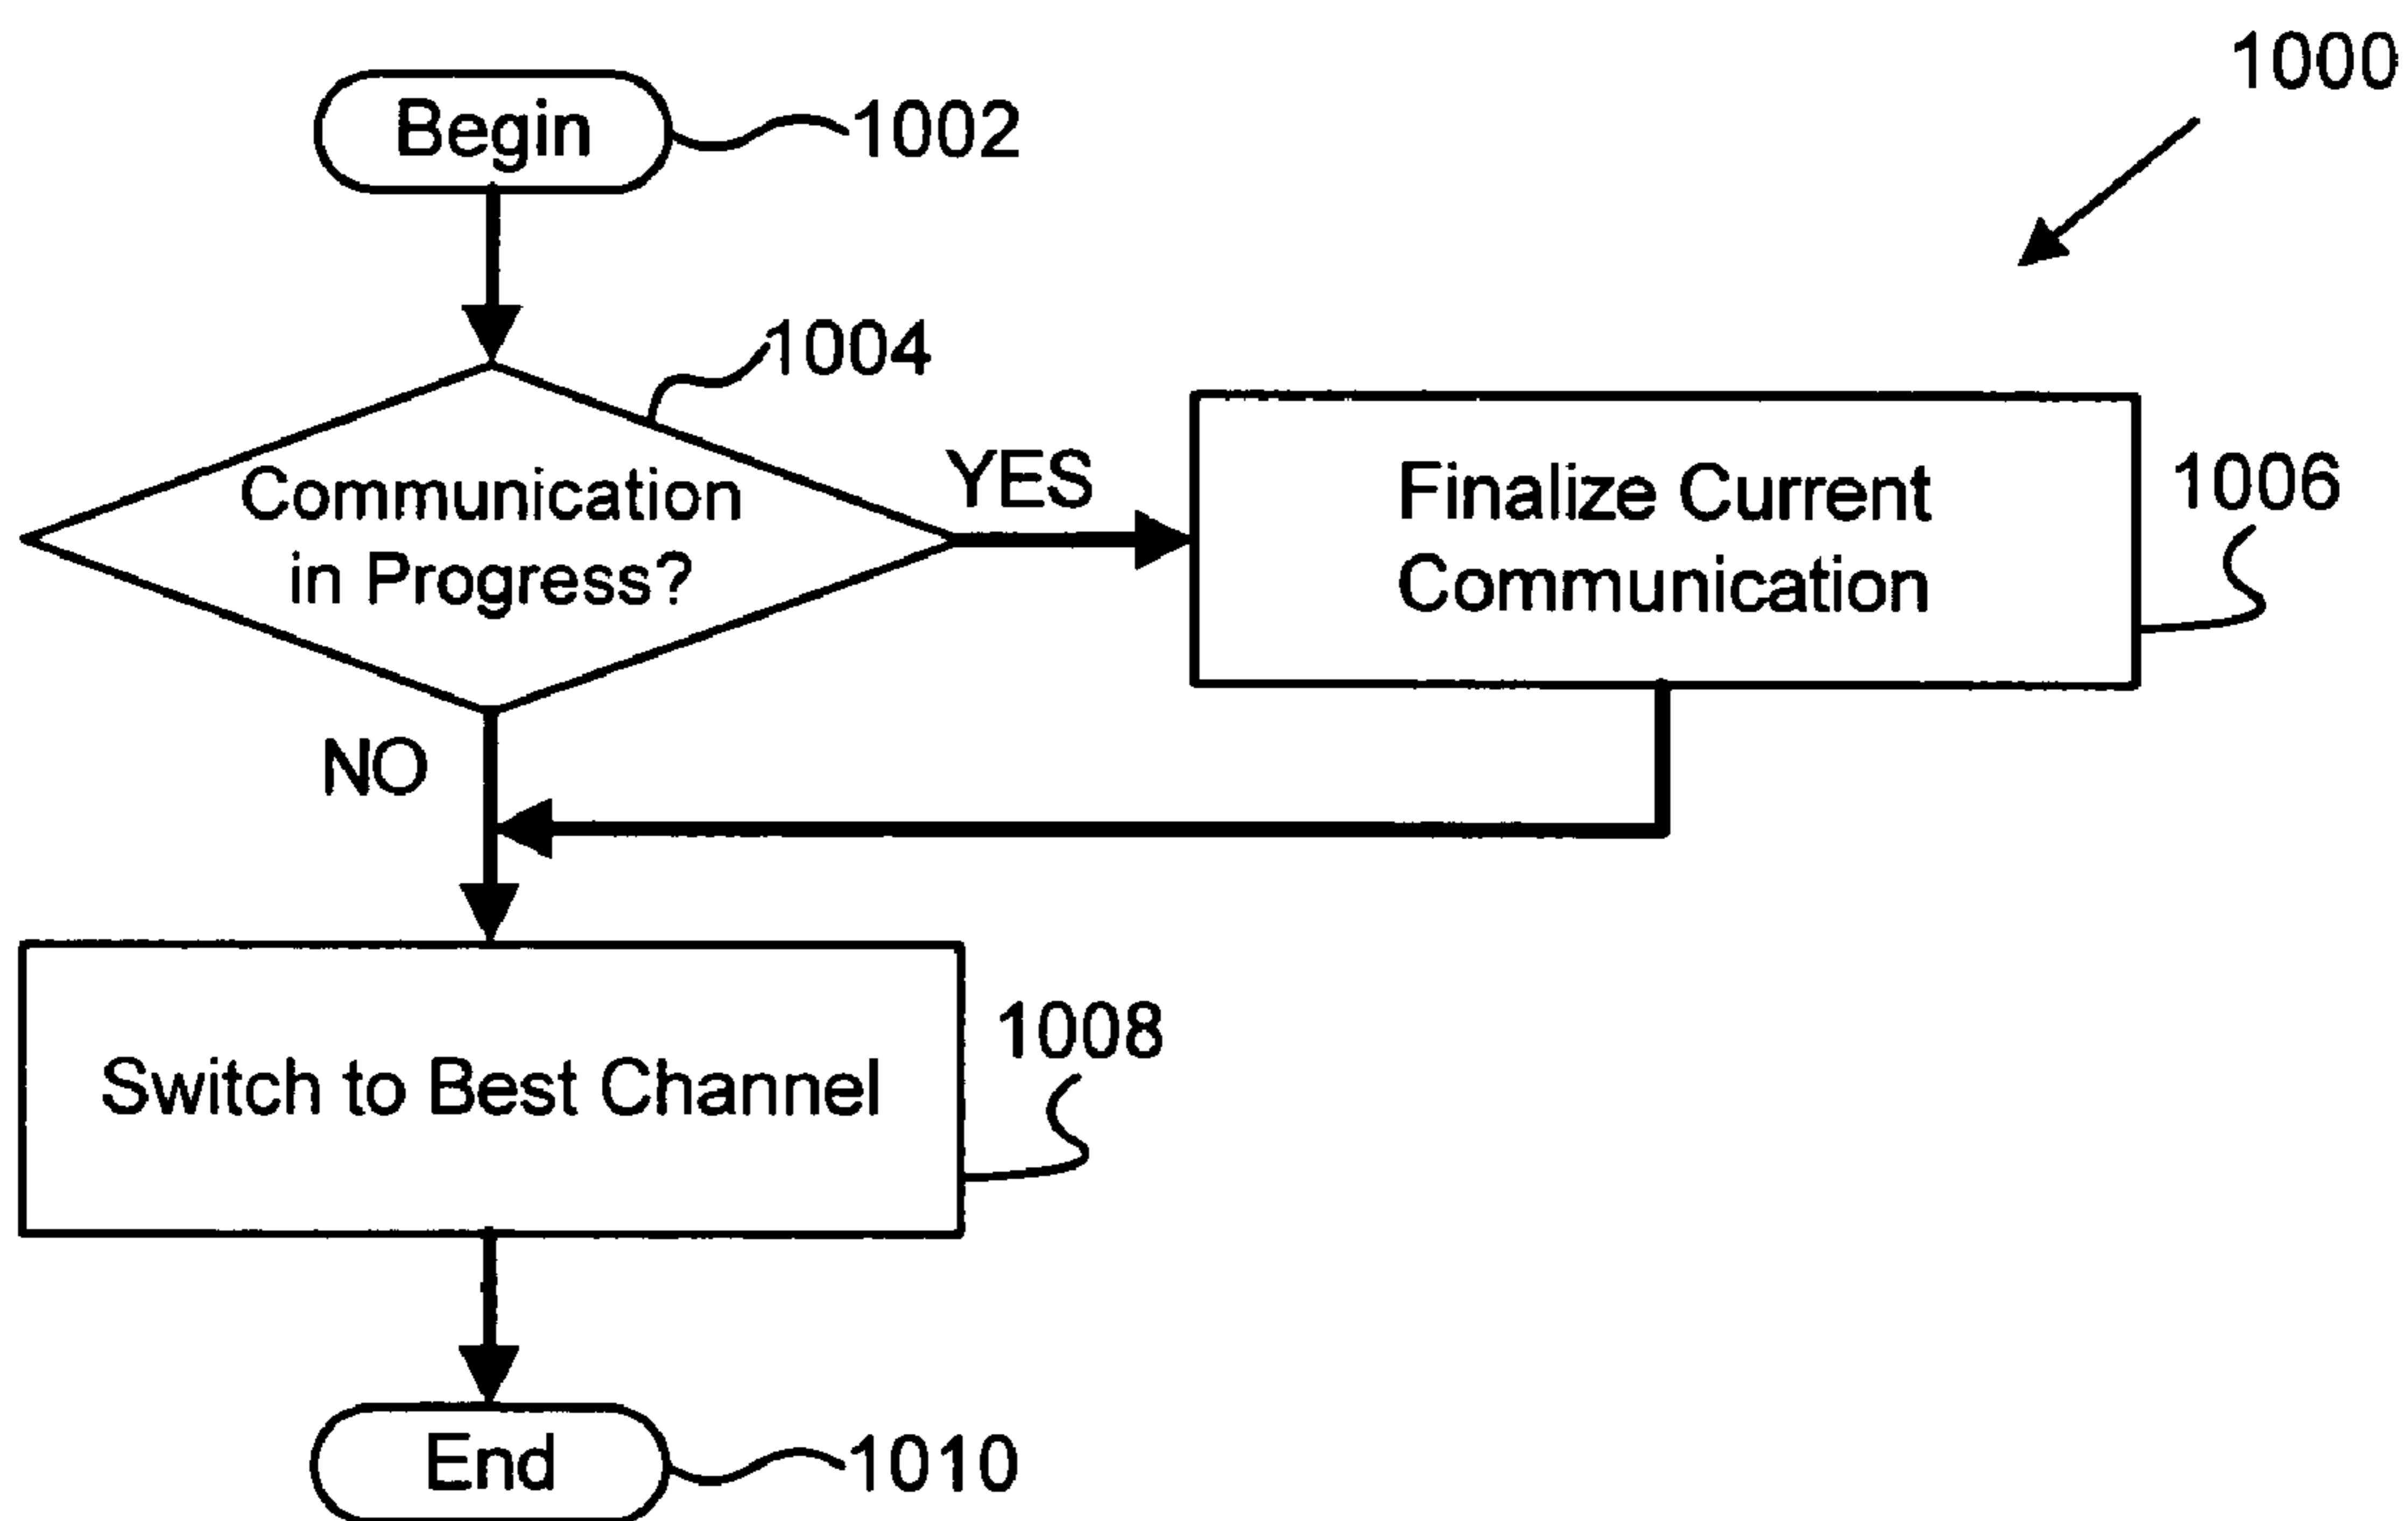 1000
Begin
1002
1004
Communication
in Progress?
YES
Finalize Current
Communication
1006
NO
Switch to Best Channel
1008
End
1010